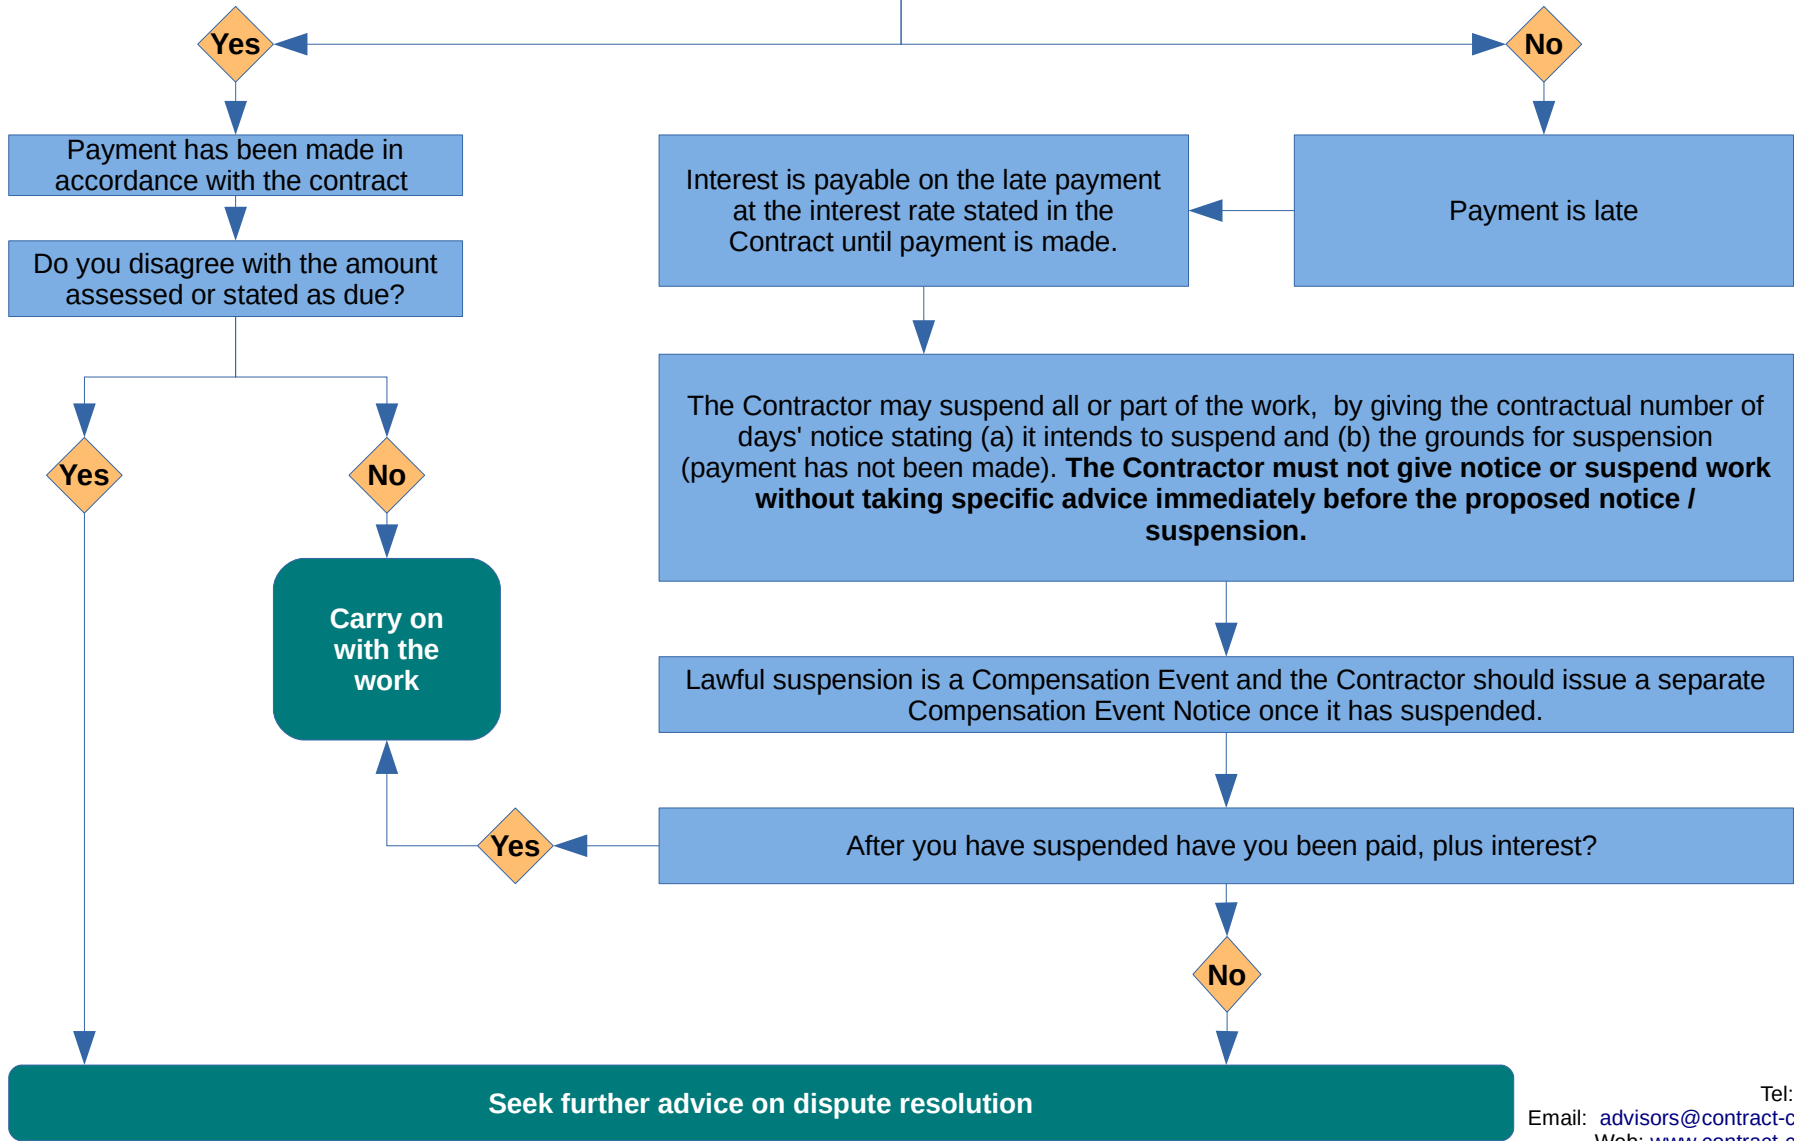 Yes
No
Payment has been made in
accordance with the contract
Interest is payable on the late payment
at the interest rate stated in the
Contract until payment is made.
Payment is late
Do you disagree with the amount
assessed or stated as due?
The Contractor may suspend all or part of the work,  by giving the contractual number of
days' notice stating (a) it intends to suspend and (b) the grounds for suspension
(payment has not been made). The Contractor must not give notice or suspend work
without taking specific advice immediately before the proposed notice /
suspension.
Yes
No
Carry on
with the
work
Lawful suspension is a Compensation Event and the Contractor should issue a separate
Compensation Event Notice once it has suspended.
After you have suspended have you been paid, plus interest?
Yes
No
Seek further advice on dispute resolution
Tel:
Email:  advisors@contract-c
Web: www.contract-c